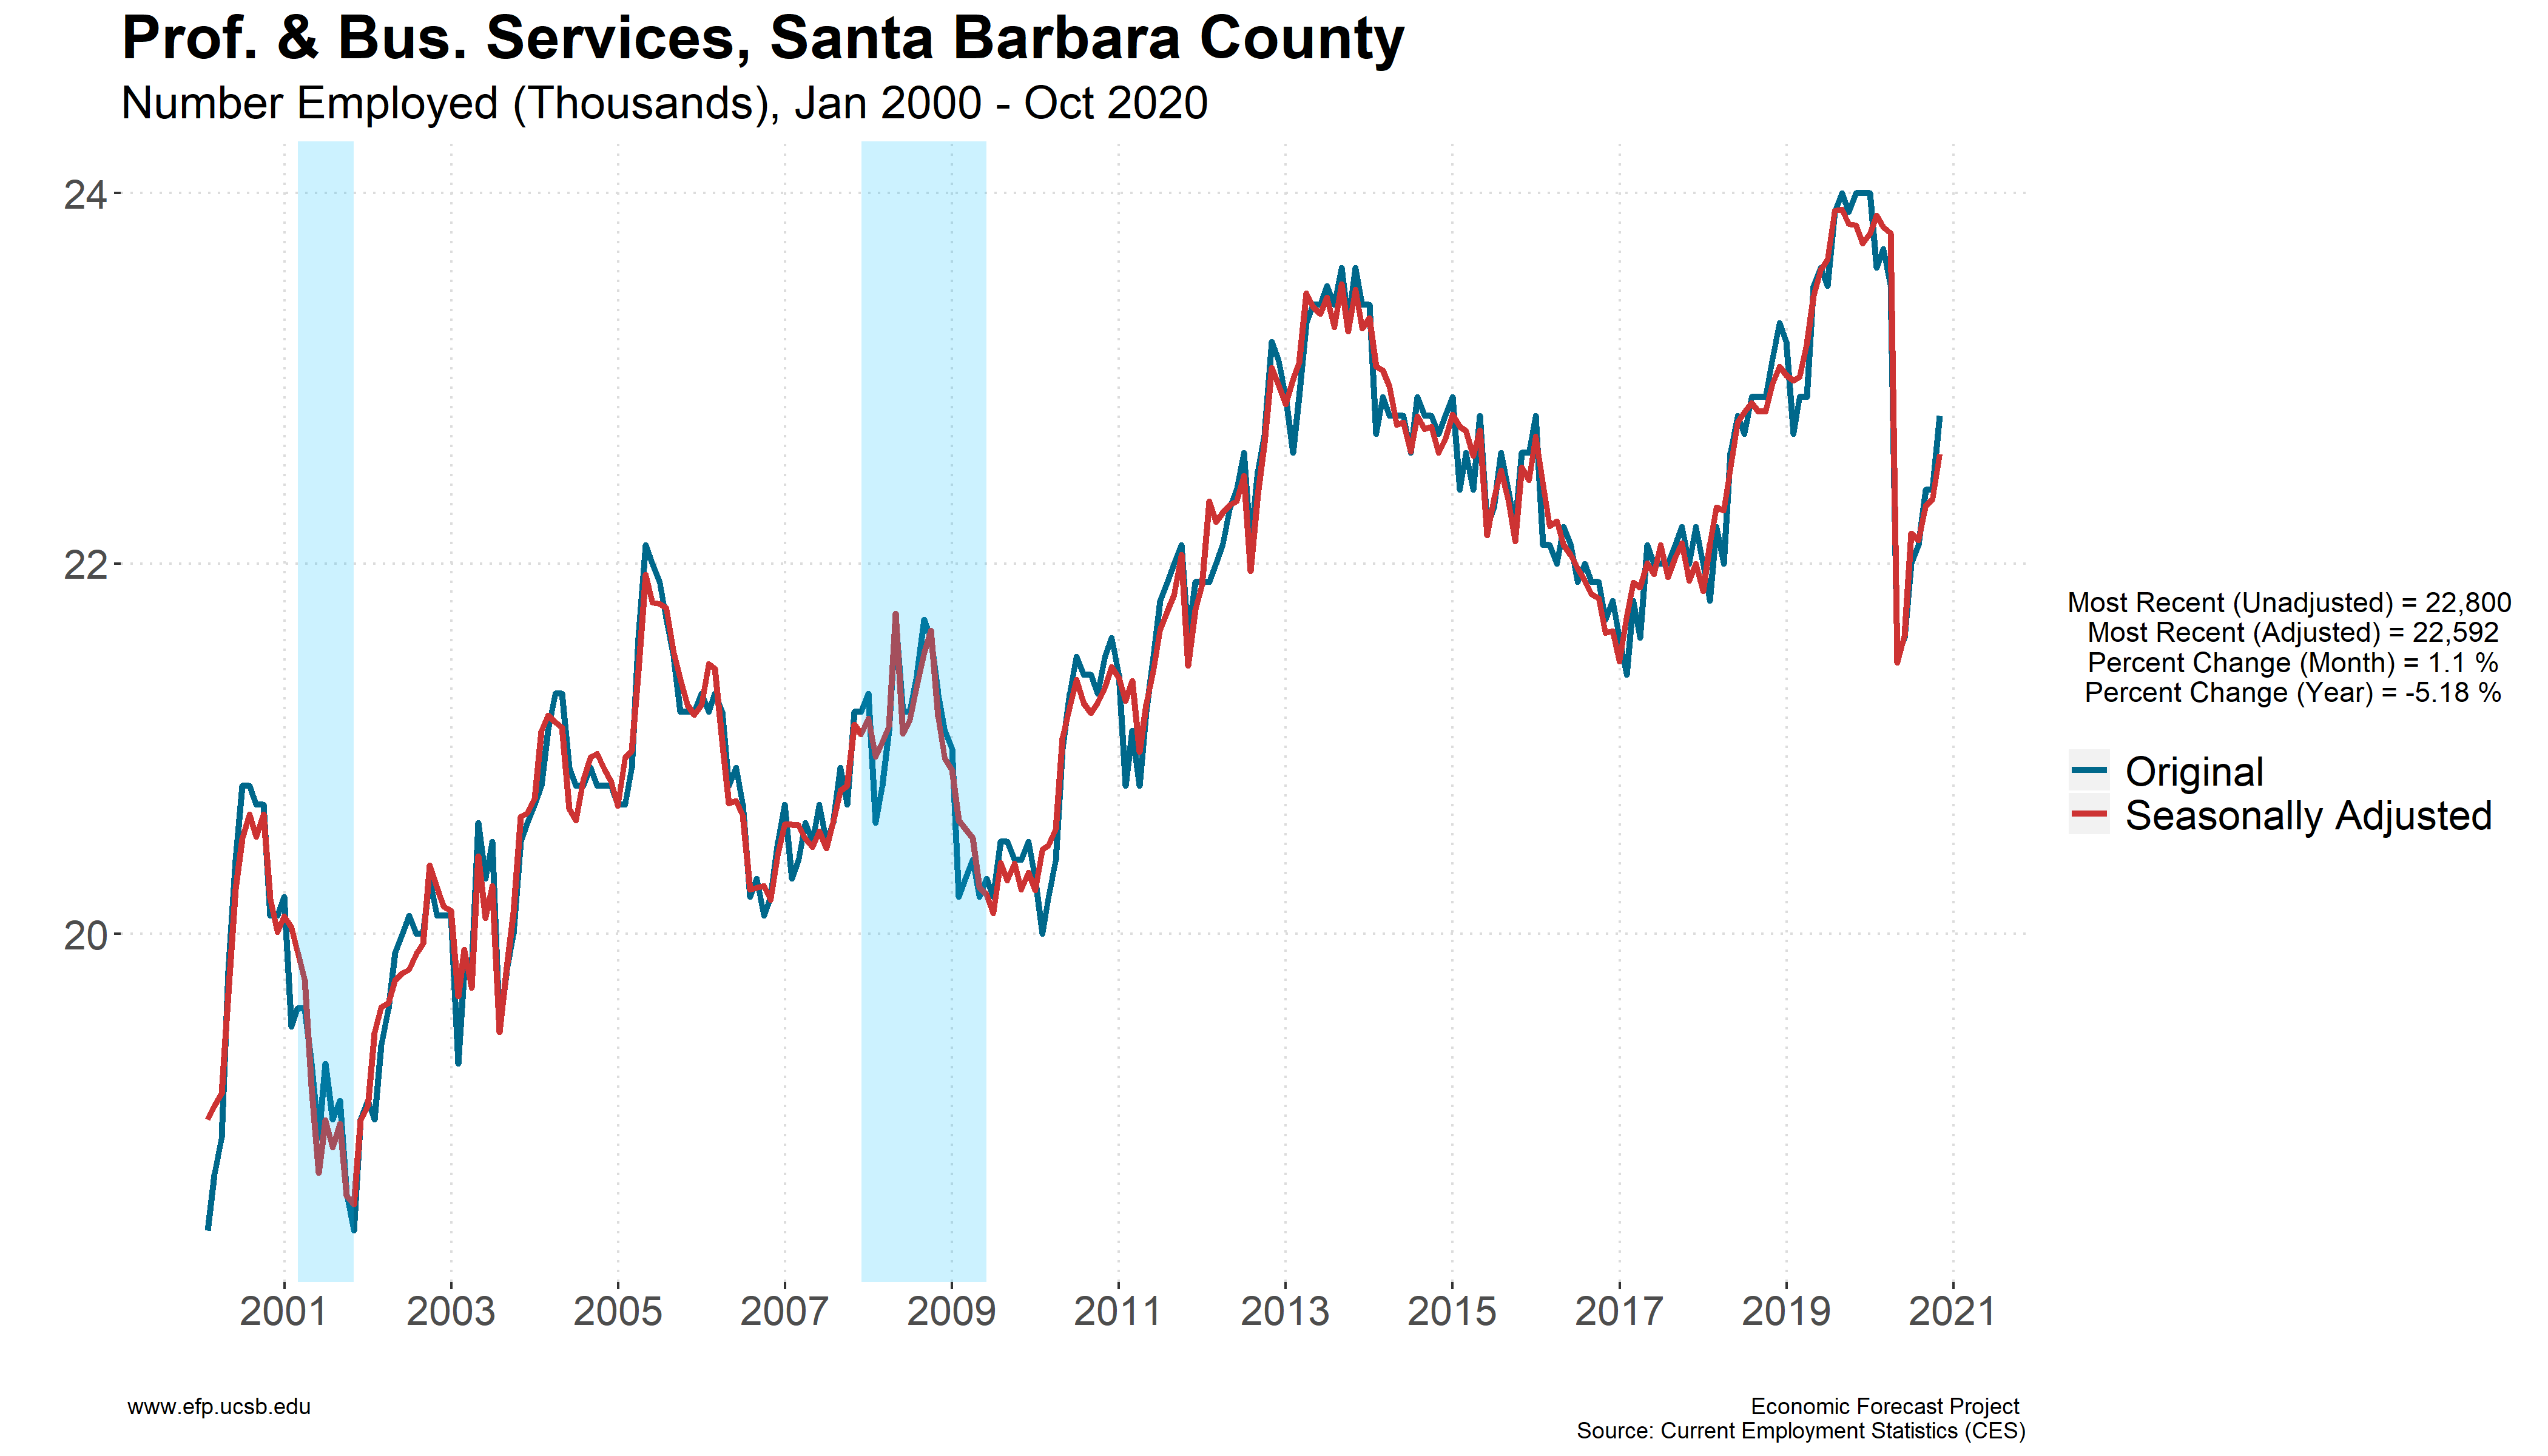 Prof. & Bus. Services, Santa Barbara County
Number Employed (Thousands), Jan 2000 - Oct 2020
24
22
20
2001 2003 2005 2007 2009 2011 2013 2015 2017 2019 2021
Most Recent (Unadjusted) = 22,800
Most Recent (Adjusted) = 22,592
Percent Change (Month) = 1.1 %
Percent Change (Year) = -5.18 %
Original
Seasonally Adjusted
www.efp.ucsb.edu
Economic Forecast Project
Source: Current Employment Statistics (CES)